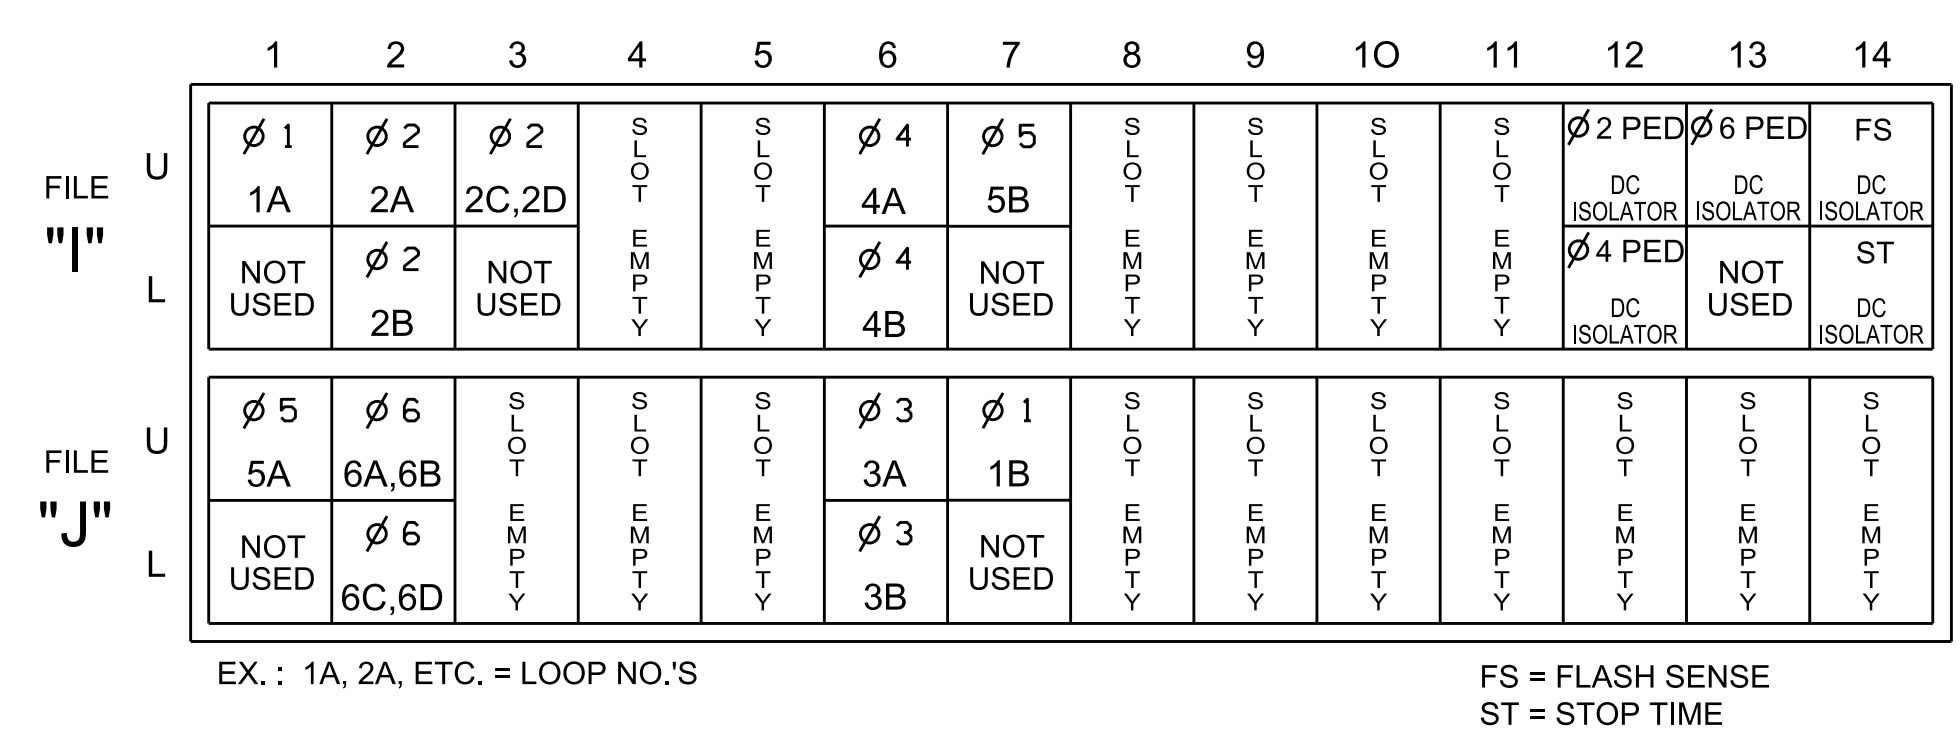 1 2 3 4 5 6 7 8 9 10 11 12 13 14
FILE "I"
U
Ø 1 1A
Ø 2 2A
Ø 2 2C,2D
SLOT EMPTY
SLOT EMPTY
Ø 4 4A
Ø 5 5B
SLOT EMPTY
SLOT EMPTY
SLOT EMPTY
SLOT EMPTY
Ø 2 PED DC ISOLATOR
Ø 6 PED DC ISOLATOR
FS DC ISOLATOR
L
NOT USED
Ø 2 2B
NOT USED
Ø 4 4B
NOT USED
Ø 4 PED DC ISOLATOR
NOT USED
ST DC ISOLATOR
FILE "J"
U
Ø 5 5A
Ø 6 6A,6B
SLOT EMPTY
SLOT EMPTY
SLOT EMPTY
Ø 3 3A
Ø 1 1B
SLOT EMPTY
SLOT EMPTY
SLOT EMPTY
SLOT EMPTY
SLOT EMPTY
SLOT EMPTY
SLOT EMPTY
L
NOT USED
Ø 6 6C,6D
Ø 3 3B
NOT USED
EX. : 1A, 2A, ETC. = LOOP NO.'S
FS = FLASH SENSE
ST = STOP TIME